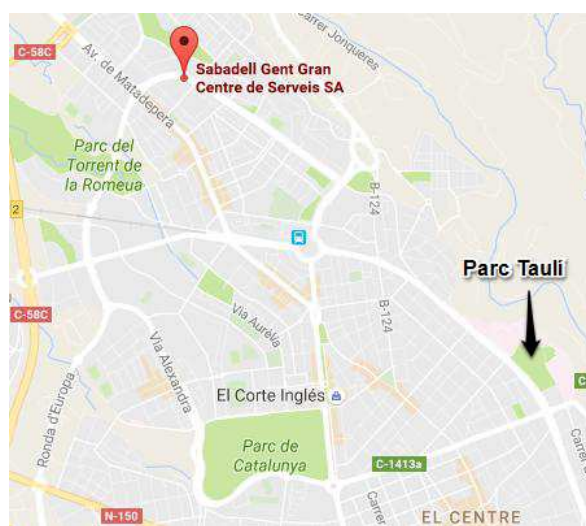 C-58C
Av. de Matadepera
Sabadell Gent Gran
Centre de Serveis SA
Carrer Jonqueres
Parc del
Torrent de
la Romeua
B-124
2
Parc Taulí
C-58C
Via Aurèlia
B-124
Via Alexandra
Ronda d'Europa
El Corte Inglés
Parc de
Catalunya
C-1413a
N-150
EL CENTRE
Carrer